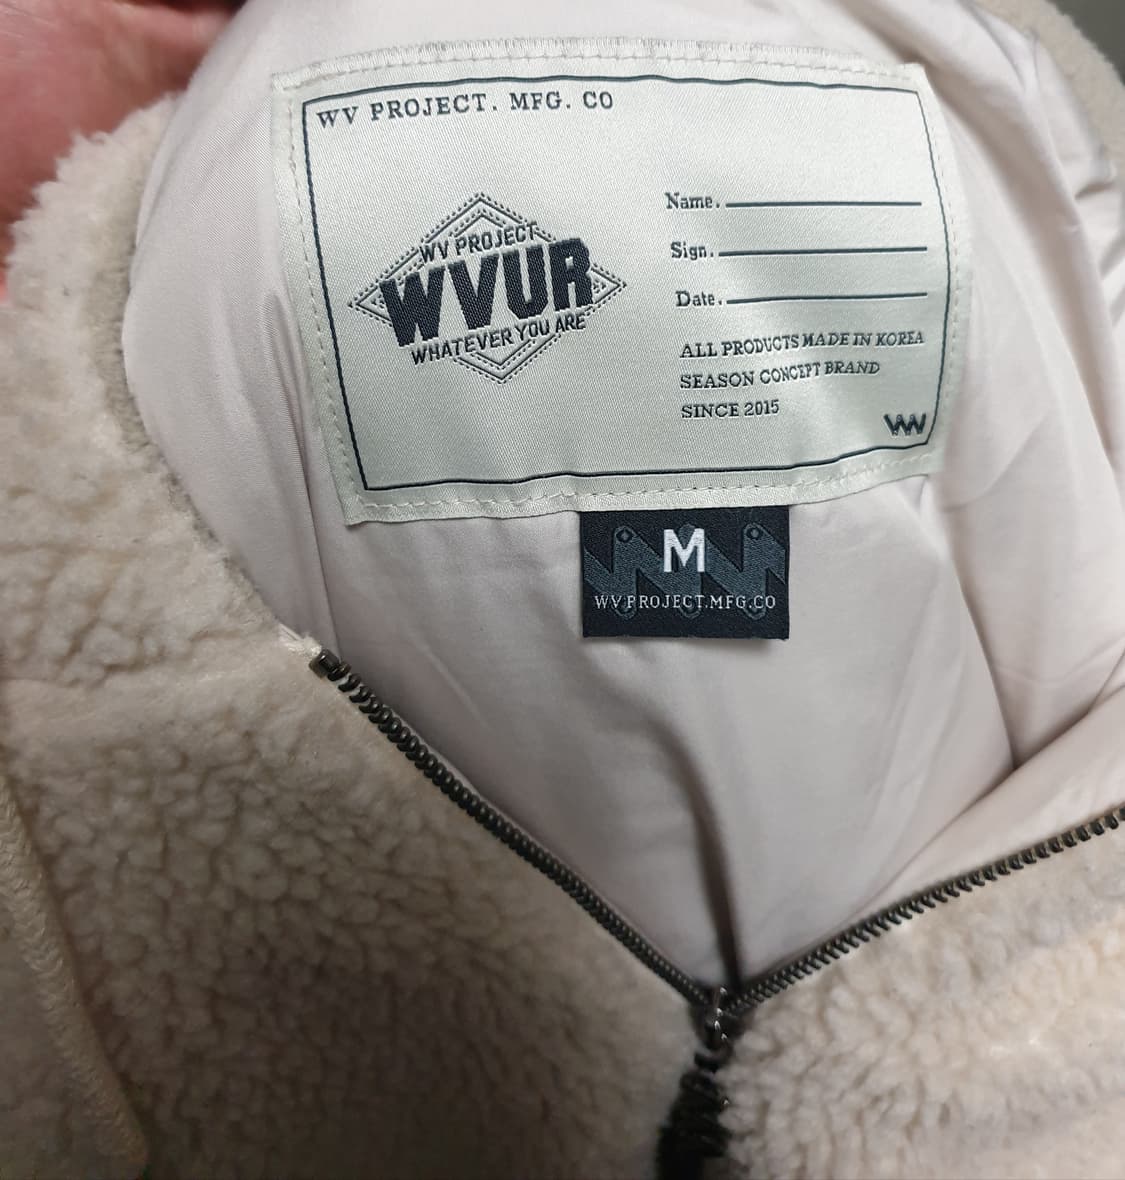 WV PROJECT. MFG. CO
WV PROJECT
WVUR
WHATEVER YOU ARE
Name.
Sign.
Date.
ALL PRODUCTS MADE IN KOREA
SEASON CONCEPT BRAND
SINCE 2015
WV
M
WV PROJECT.MFG.CO